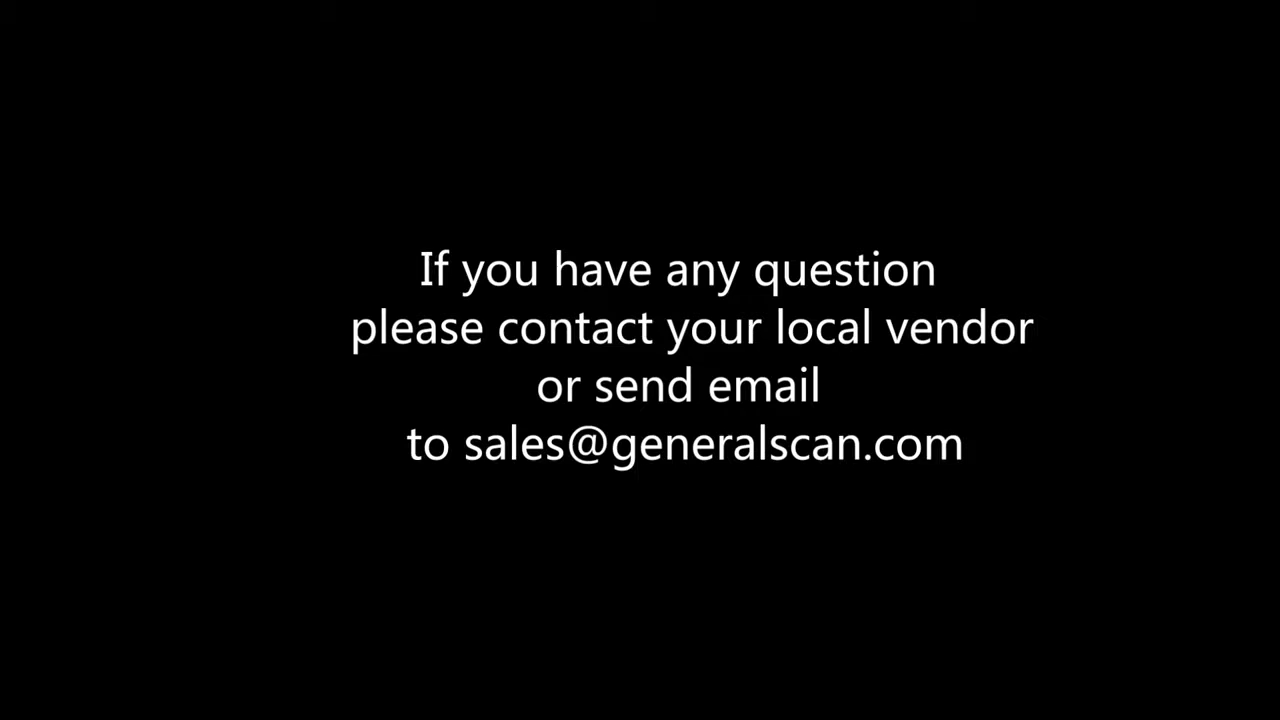 If you have any question
please contact your local vendor
or send email
to sales@generalscan.com